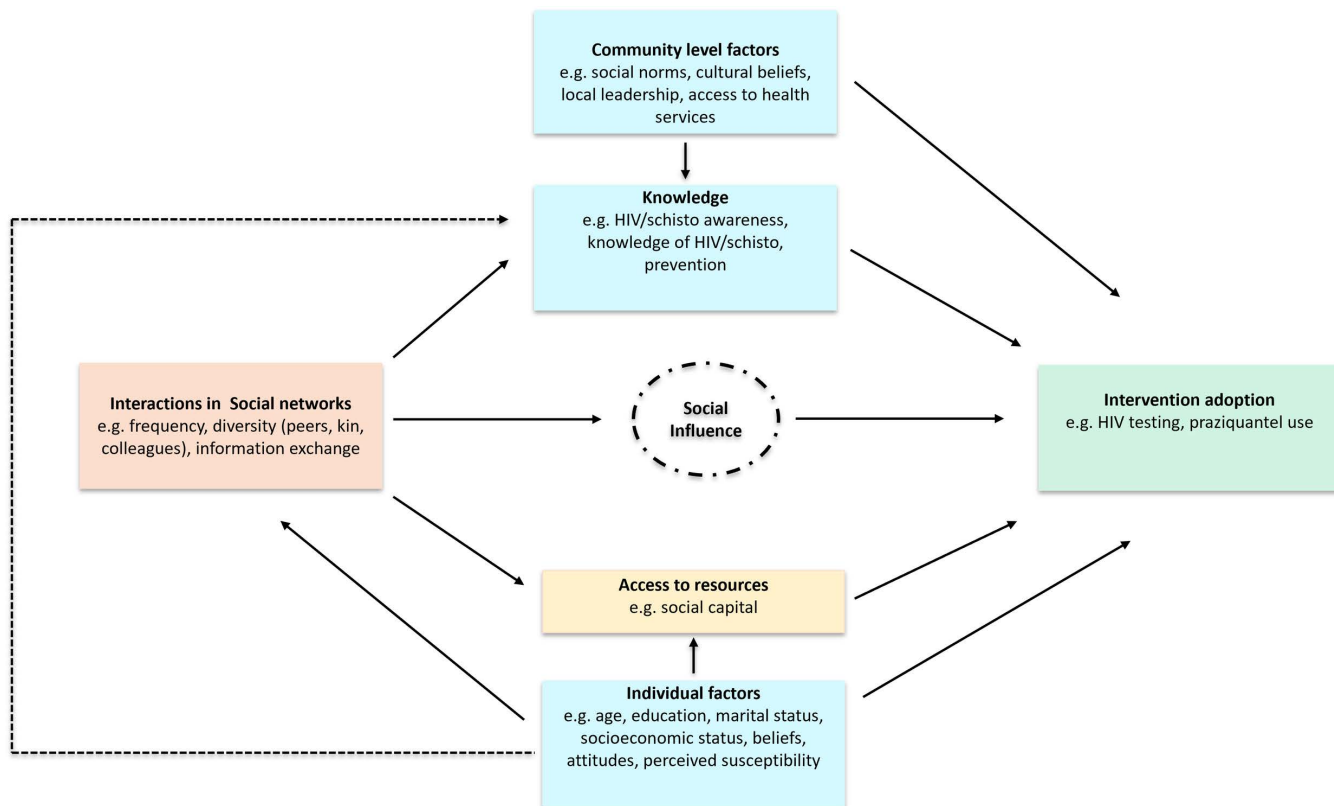 Community level factors
e.g. social norms, cultural beliefs,
local leadership, access to health
services
Knowledge
e.g. HIV/schisto awareness,
knowledge of HIV/schisto,
prevention
Interactions in  Social networks
e.g. frequency, diversity (peers, kin,
colleagues), information exchange
Social
Influence
Intervention adoption
e.g. HIV testing, praziquantel use
Access to resources
e.g. social capital
Individual factors
e.g. age, education, marital status,
socioeconomic status, beliefs,
attitudes, perceived susceptibility